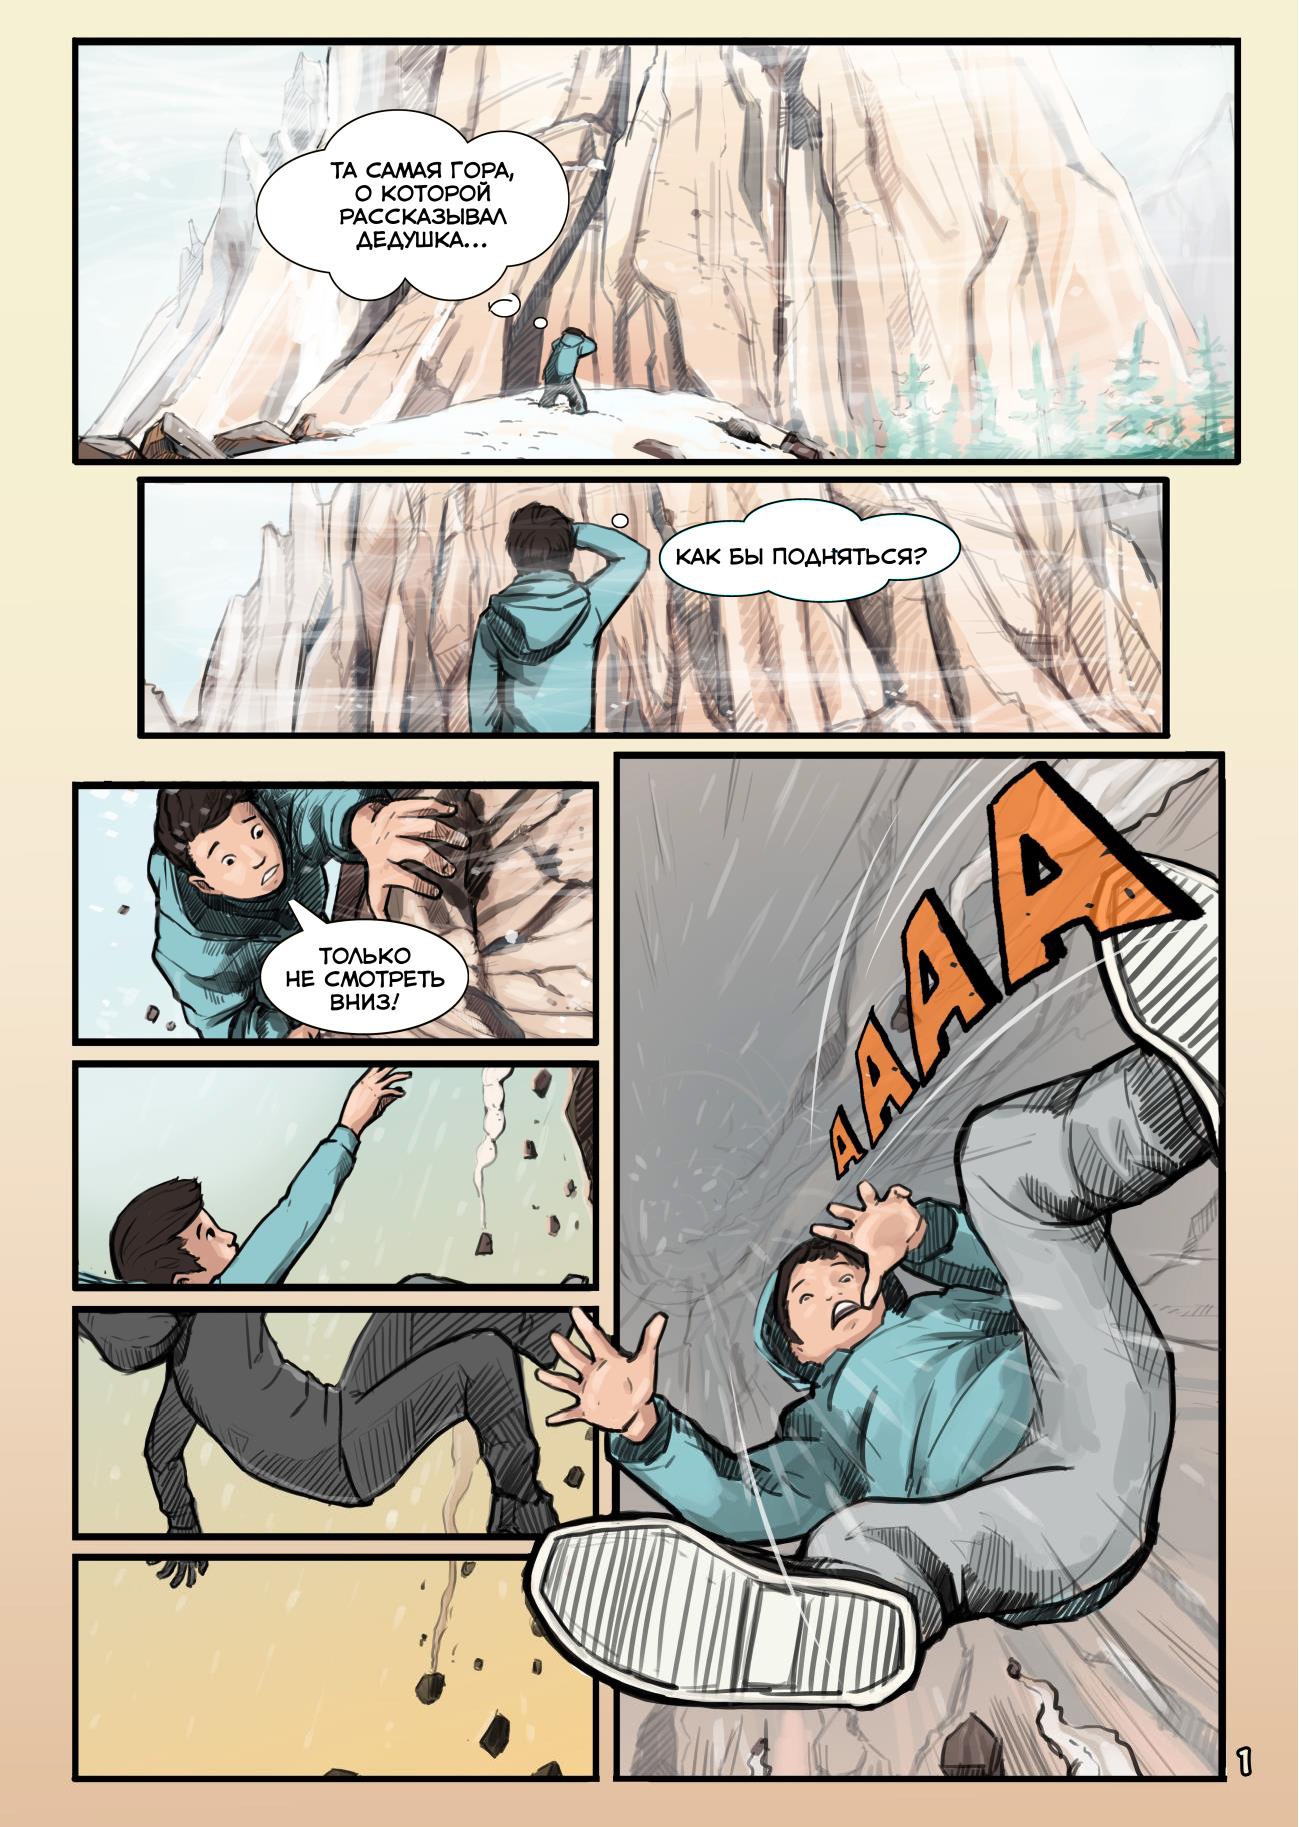 ТА САМАЯ ГОРА,
О КОТОРОЙ
РАССКАЗЫВАЛ
ДЕДУШКА...
КАК БЫ ПОДНЯТЬСЯ?
ТОЛЬКО
НЕ СМОТРЕТЬ
ВНИЗ!
ААААА
1